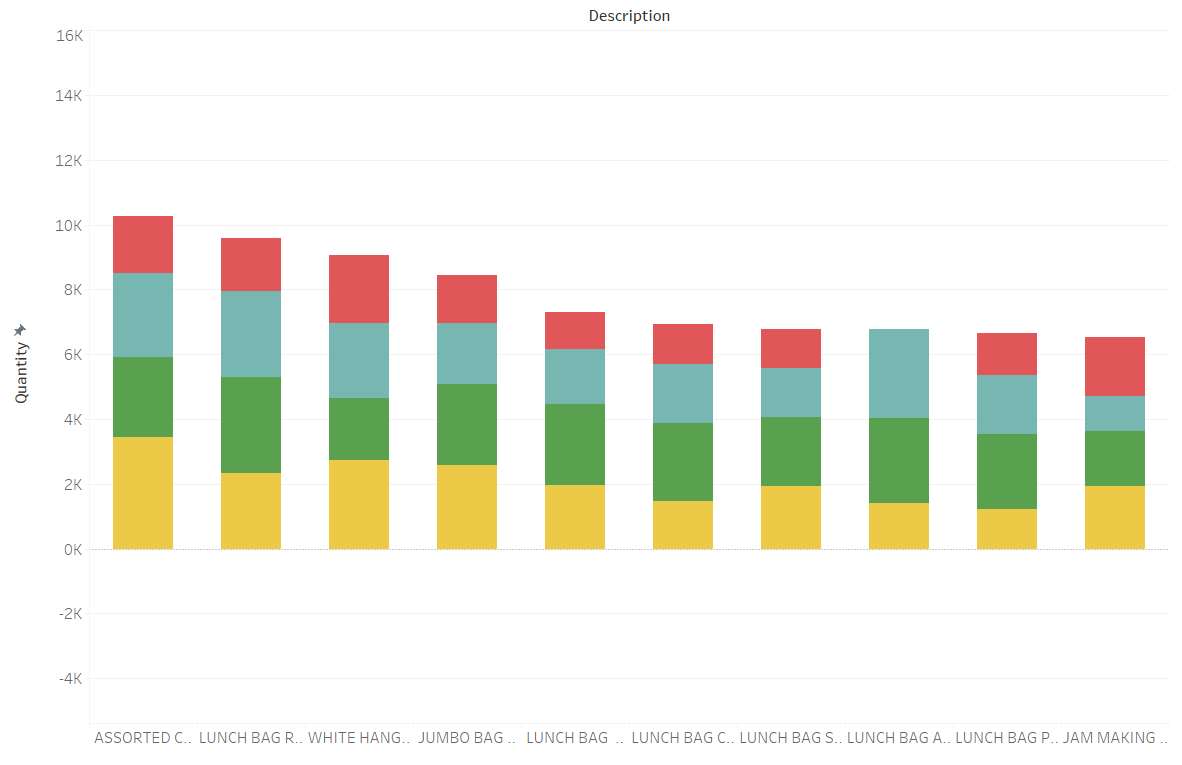 Description
16K
14K
12K
10K
8K
6K
4K
2K
0K
-2K
-4K
Quantity
ASSORTED C.. LUNCH BAG R.. WHITE HANG.. JUMBO BAG .. LUNCH BAG .. LUNCH BAG C.. LUNCH BAG S.. LUNCH BAG A.. LUNCH BAG P.. JAM MAKING ..